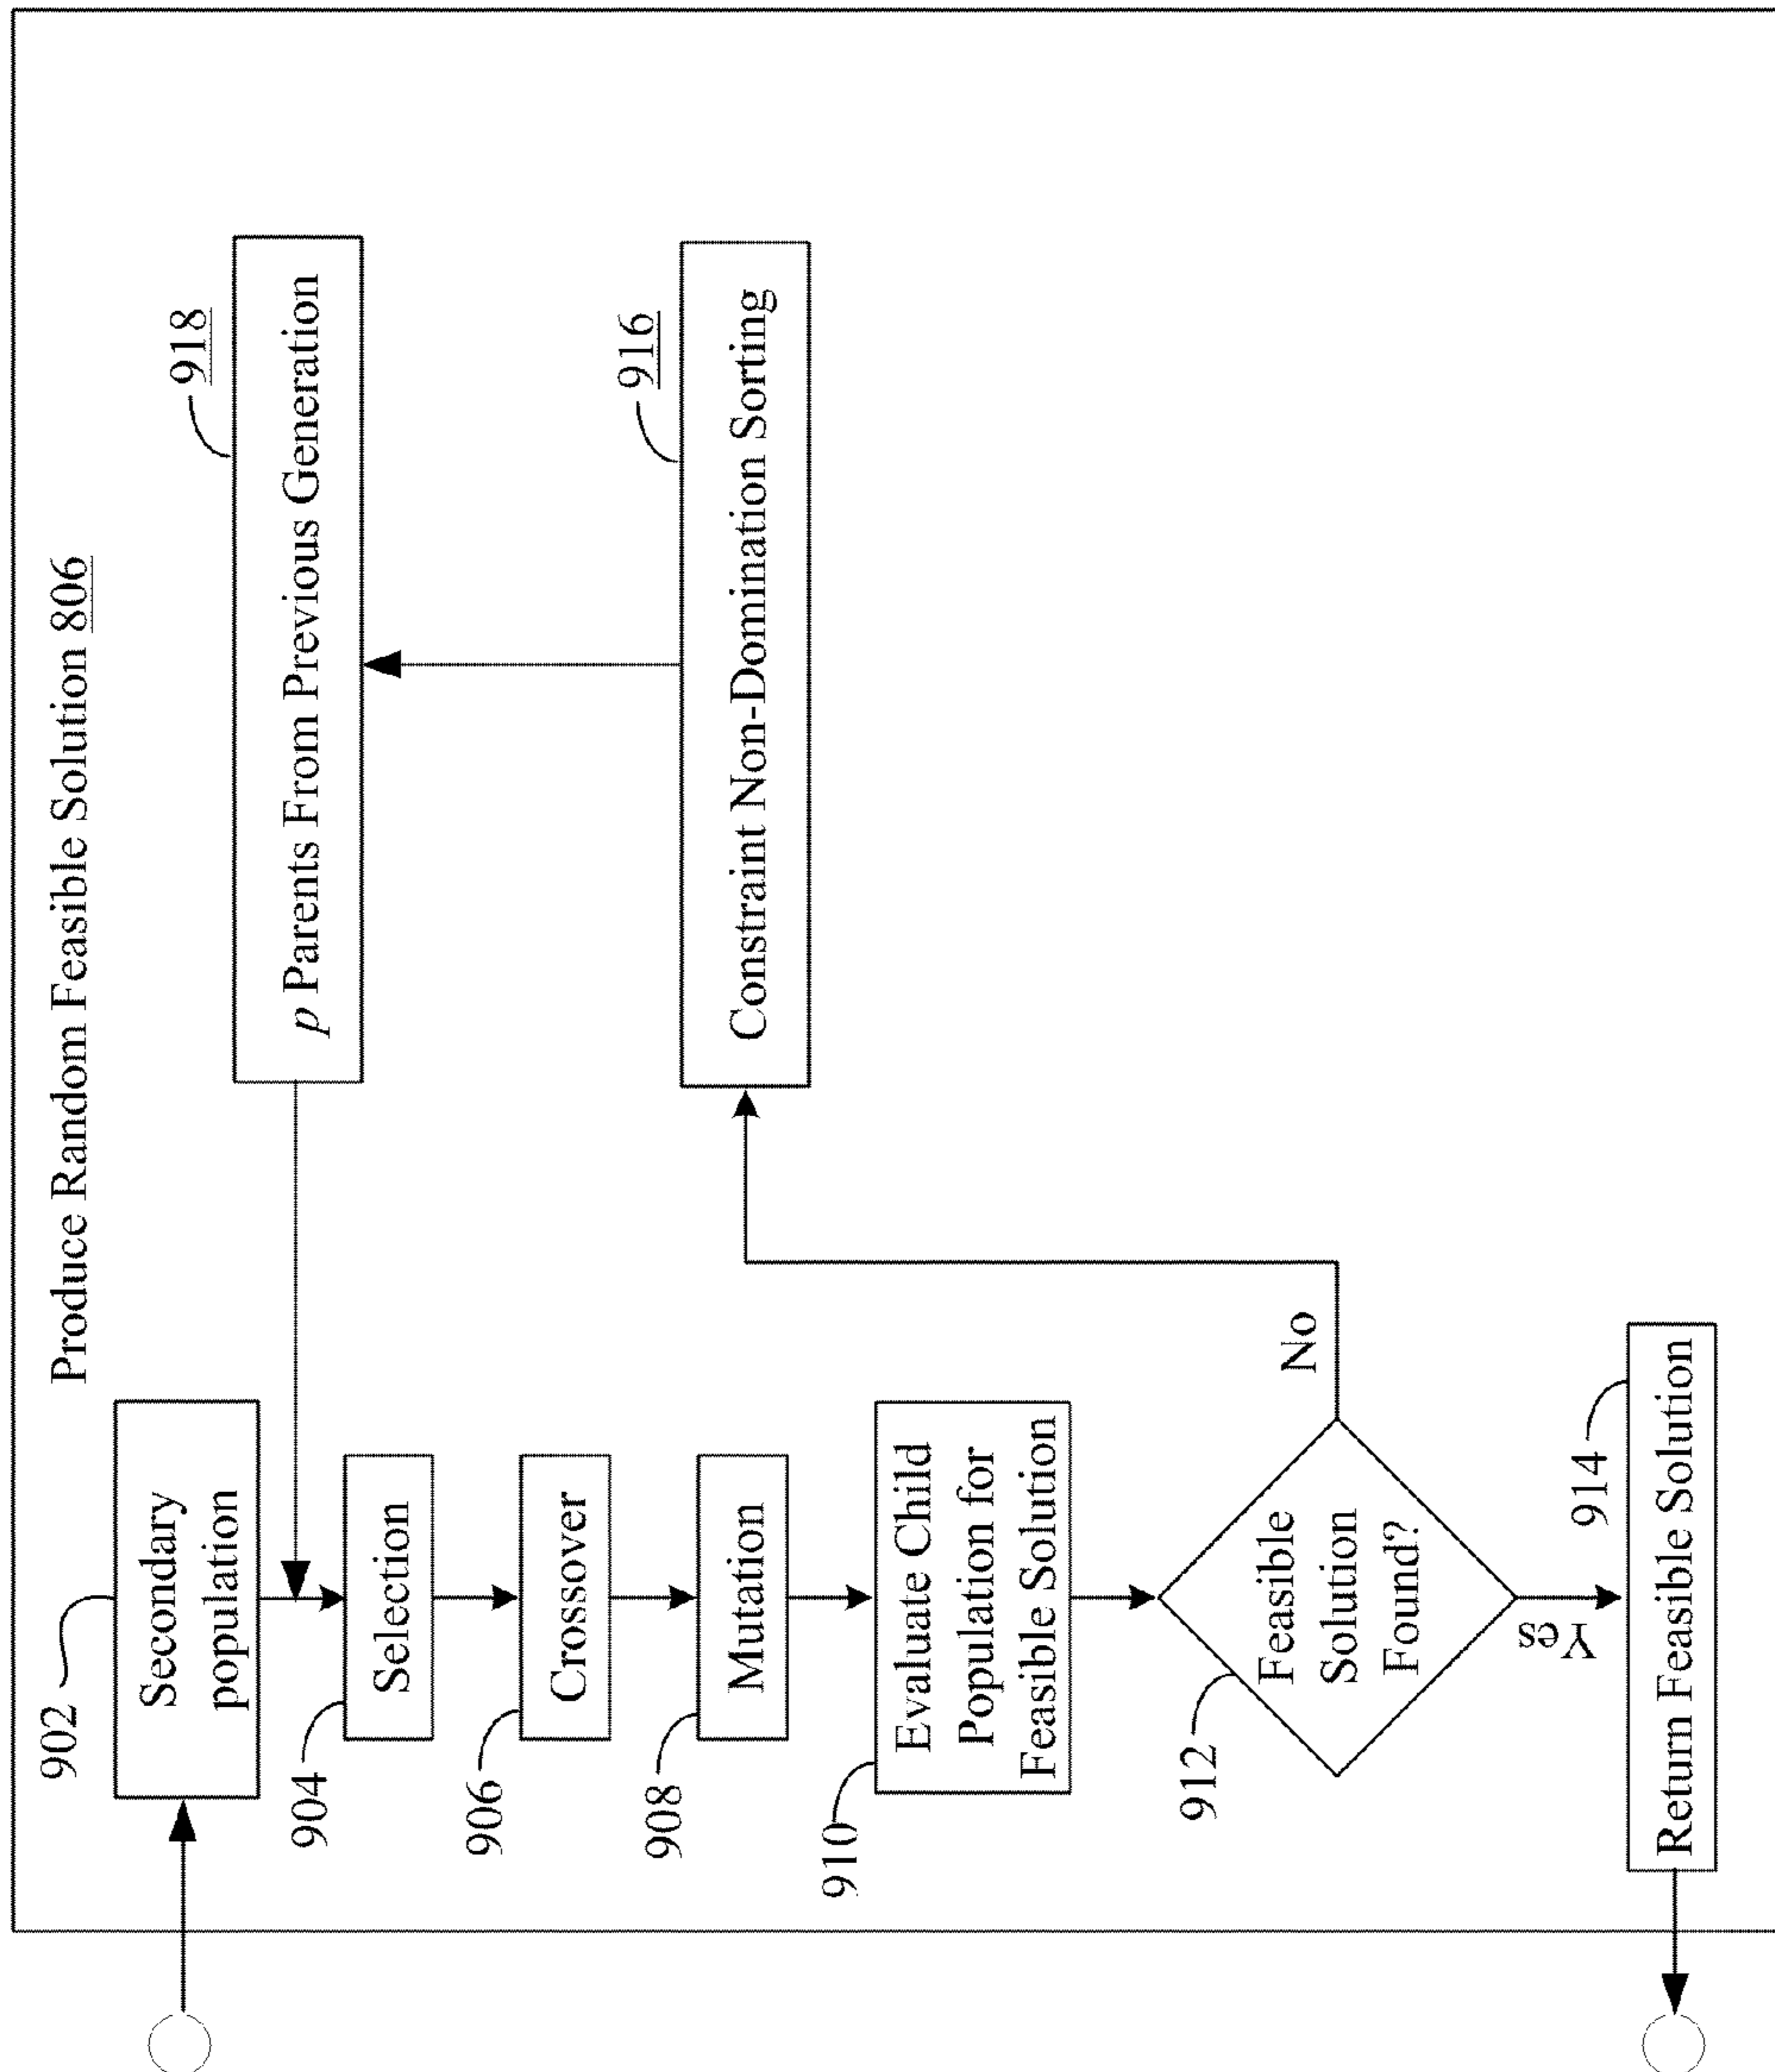 Produce Random Feasible Solution 806
902
Secondary
population
904
Selection
906
Crossover
908
Mutation
910
Evaluate Child
Population for
Feasible Solution
912
Feasible
Solution
Found?
Yes
No
914
Return Feasible Solution
916
Constraint Non-Domination Sorting
918
p Parents From Previous Generation